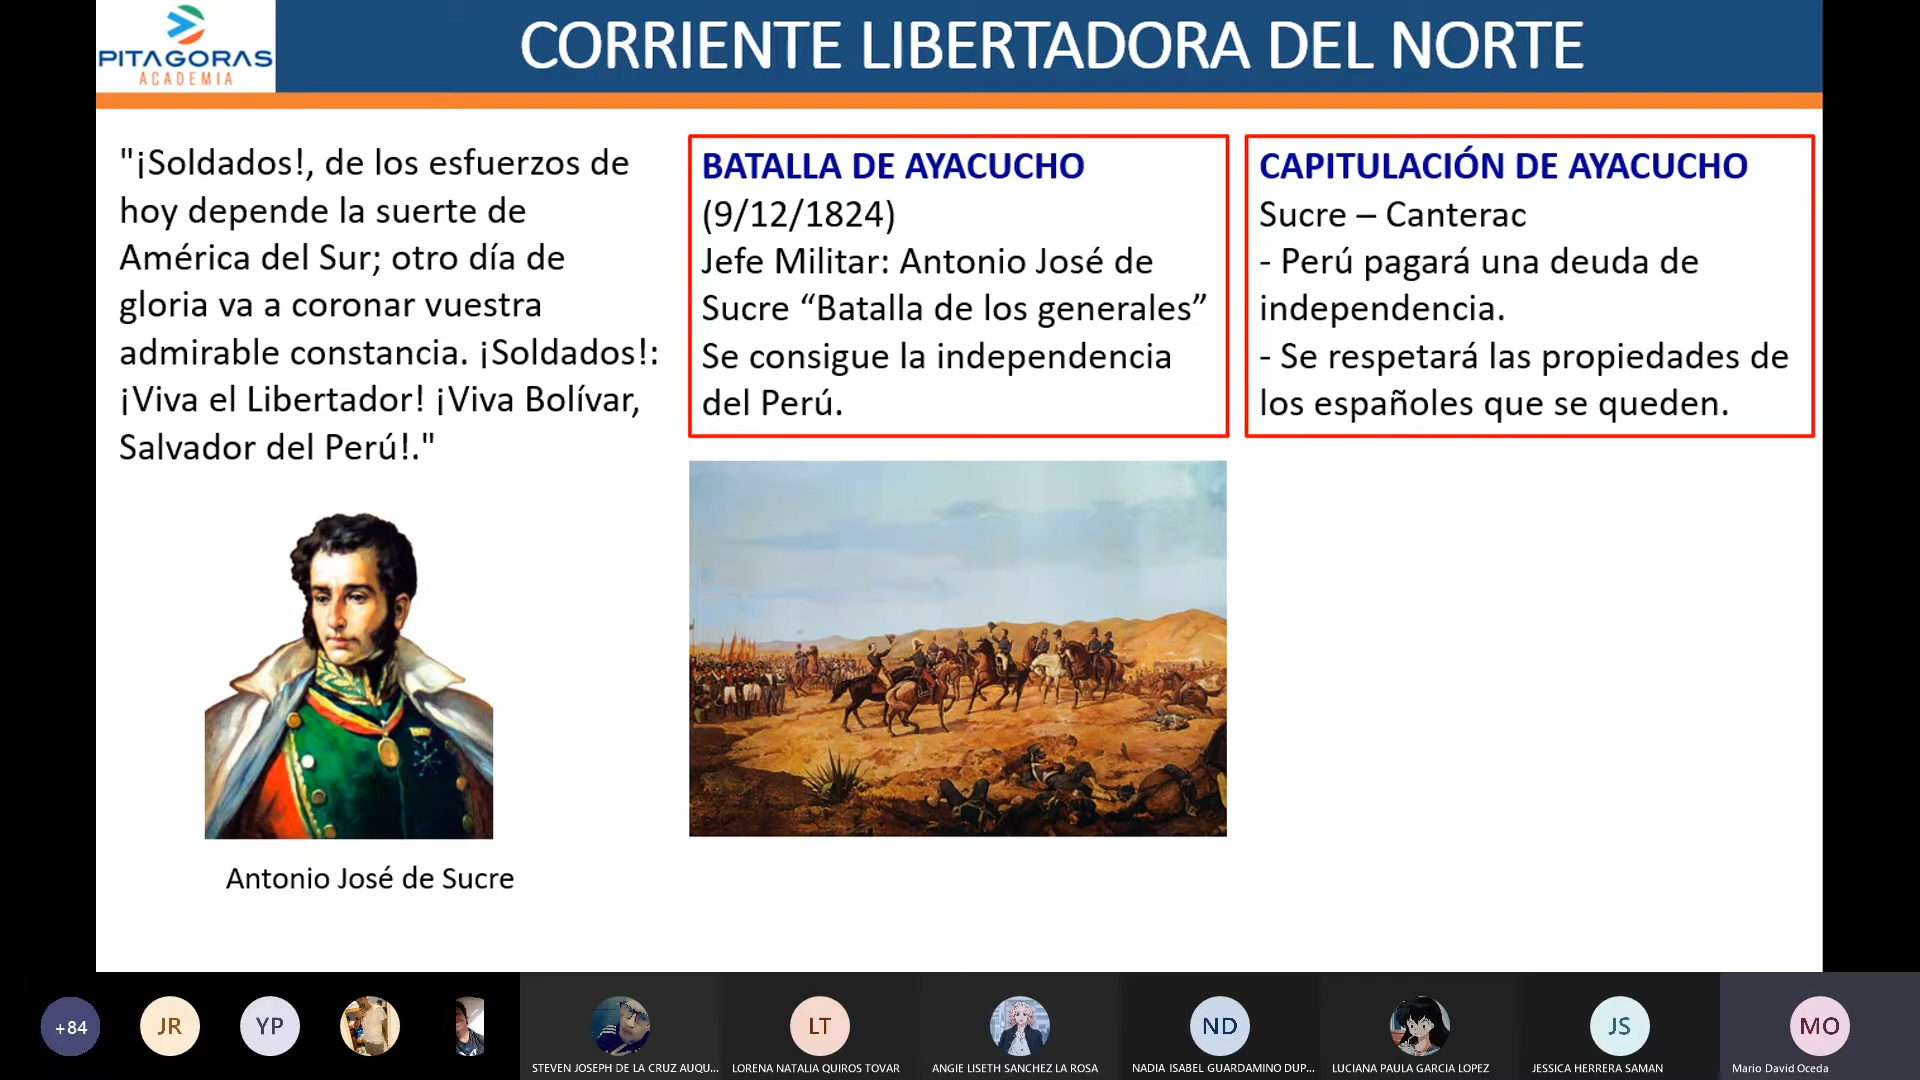 PITAGORAS
ACADEMIA
CORRIENTE LIBERTADORA DEL NORTE
"¡Soldados!, de los esfuerzos de
hoy depende la suerte de
América del Sur; otro día de
gloria va a coronar vuestra
admirable constancia. ¡Soldados!:
¡Viva el Libertador! ¡Viva Bolívar,
Salvador del Perú!."
Antonio José de Sucre
BATALLA DE AYACUCHO
(9/12/1824)
Jefe Militar: Antonio José de
Sucre “Batalla de los generales”
Se consigue la independencia
del Perú.
CAPITULACIÓN DE AYACUCHO
Sucre – Canterac
- Perú pagará una deuda de
independencia.
- Se respetará las propiedades de
los españoles que se queden.
+84
JR
YP
STEVEN JOSEPH DE LA CRUZ AUQU...
LT
LORENA NATALIA QUIROS TOVAR
ANGIE LISETH SANCHEZ LA ROSA
ND
NADIA ISABEL GUARDAMINO DUP...
LUCIANA PAULA GARCIA LOPEZ
JS
JESSICA HERRERA SAMAN
MO
Mario David Oceda